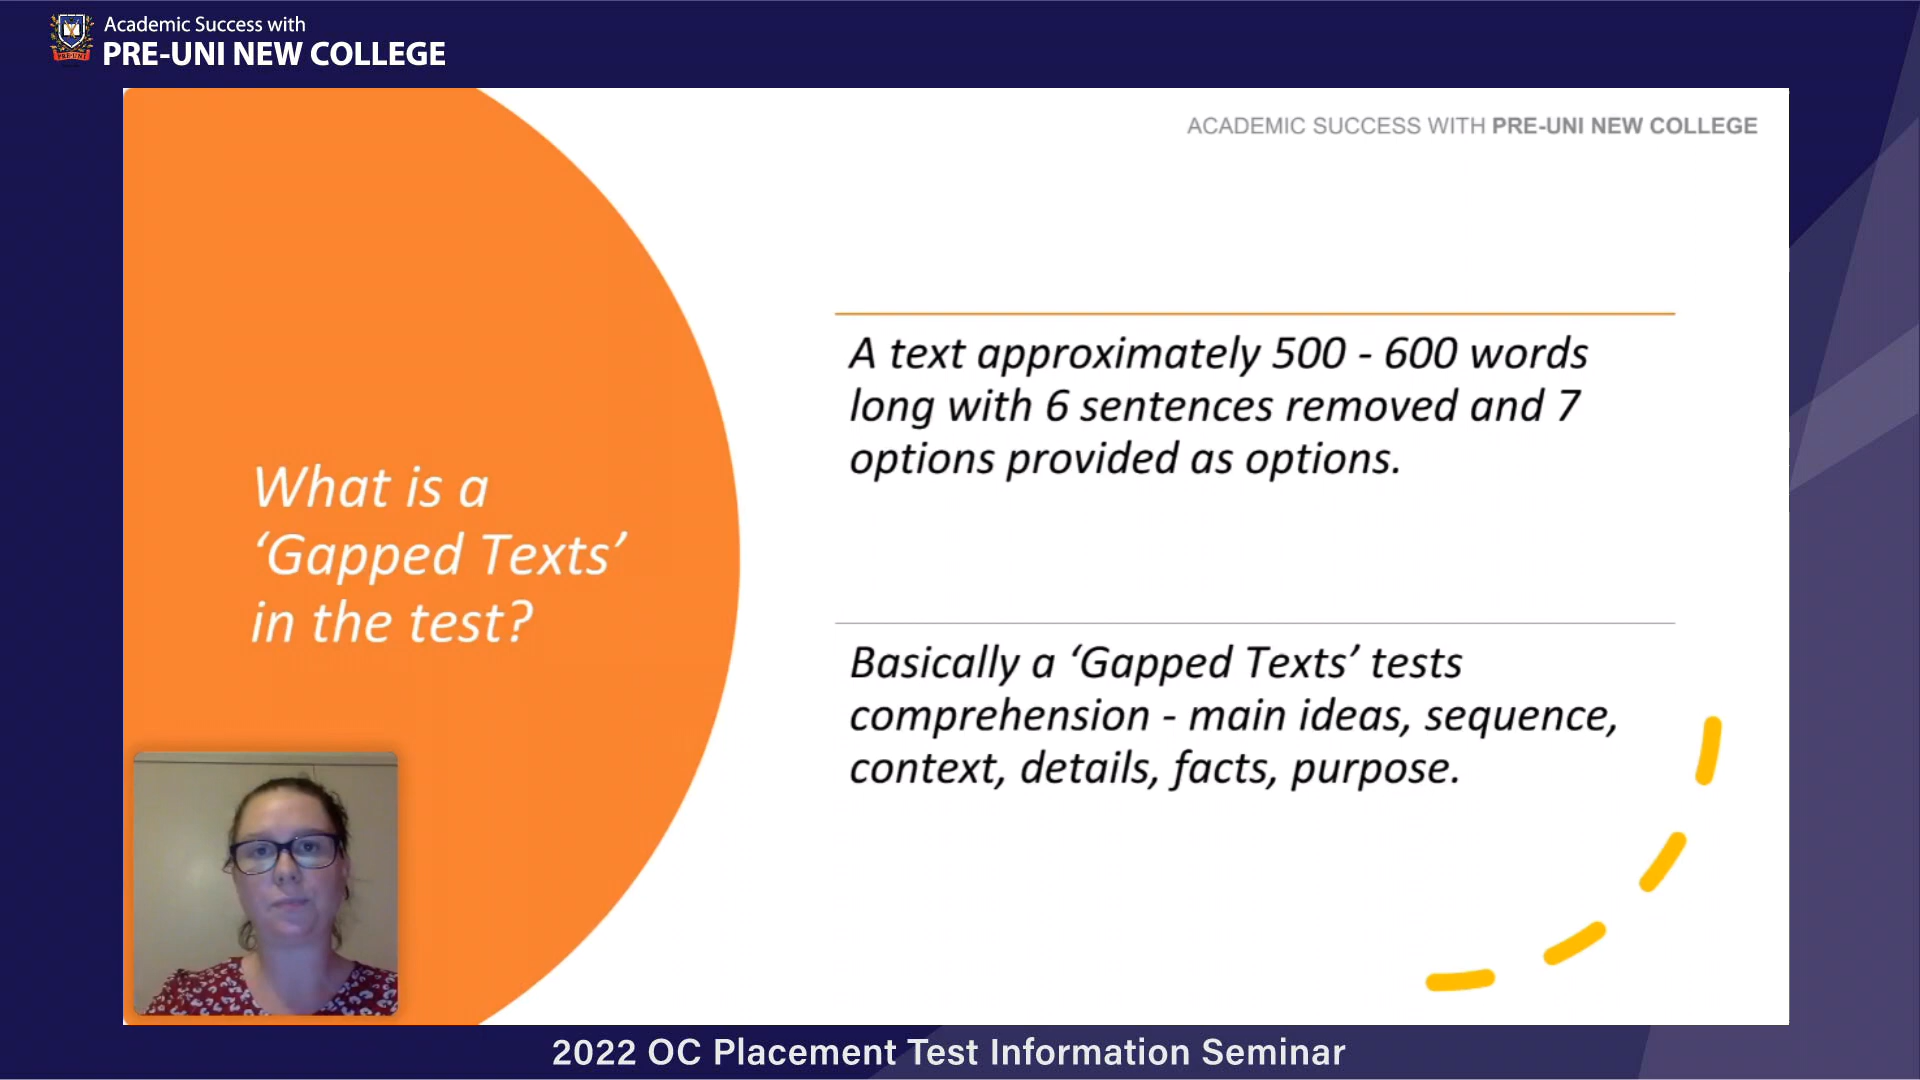 Academic Success with
PRE-UNI NEW COLLEGE
ACADEMIC SUCCESS WITH PRE-UNI NEW COLLEGE
What is a
‘Gapped Texts’
in the test?
A text approximately 500 - 600 words
long with 6 sentences removed and 7
options provided as options.
Basically a ‘Gapped Texts’ tests
comprehension - main ideas, sequence,
context, details, facts, purpose.
2022 OC Placement Test Information Seminar